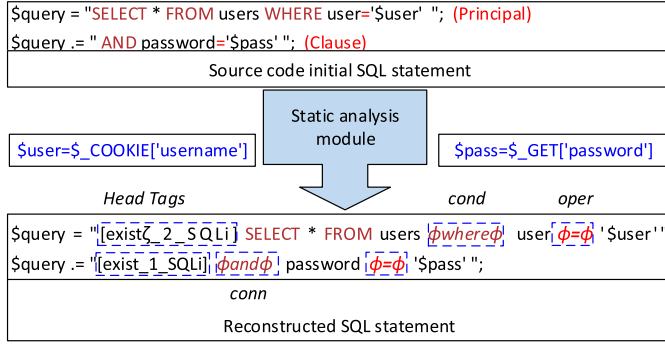 $query = "SELECT * FROM users WHERE user='$user' "; (Principal)
$query .= " AND password='$pass' "; (Clause)
Source code initial SQL statement
Static analysis
module
$user=$_COOKIE['username']
$pass=$_GET['password']
Head Tags cond oper
$query = "[existζ_2_SQLi] SELECT * FROM users ϕwhereϕ user ϕ=ϕ '$user'"
$query .= "[exist_1_SQLi] ϕandϕ password ϕ=ϕ '$pass' ";
conn
Reconstructed SQL statement